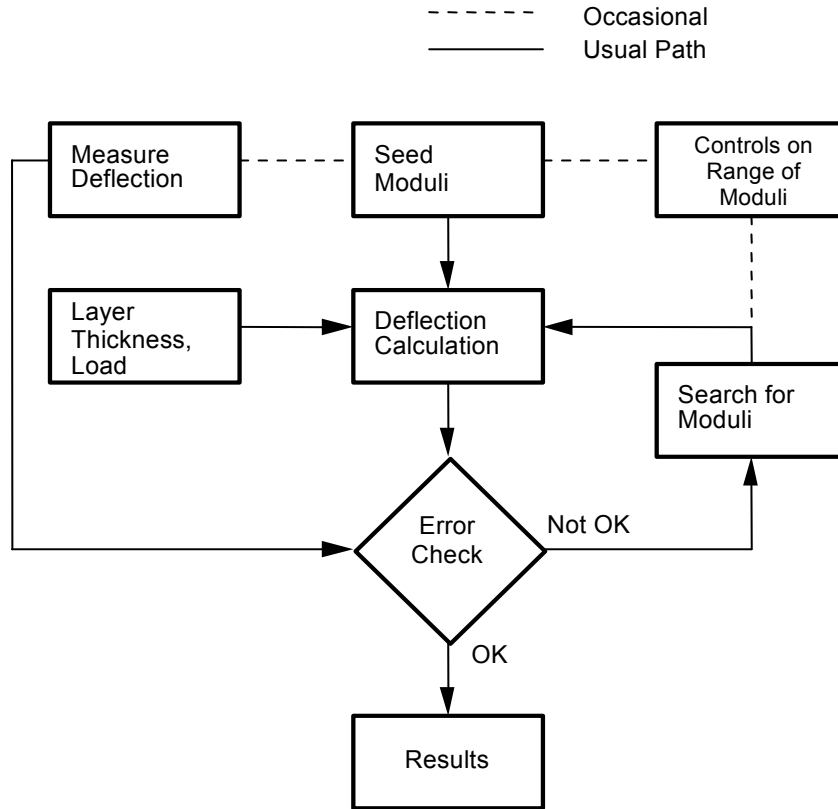 Occasional
Usual Path
Measure
Deflection
Seed
Moduli
Controls on
Range of
Moduli
Layer
Thickness,
Load
Deflection
Calculation
Search for
Moduli
Error
Check
Not OK
OK
Results